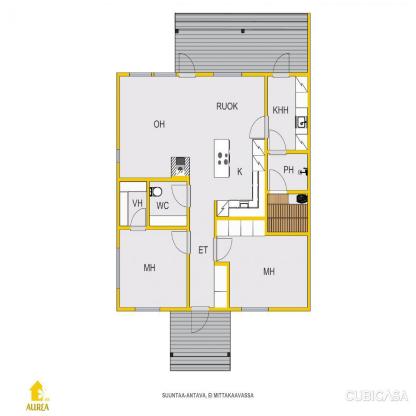 RUOK
KHH
OH
K
PH
VH
WC
ET
MH
MH
SUUNTAA-ANTAVA, EI MITTAKAAVASSA
AUREA
CUBICASA